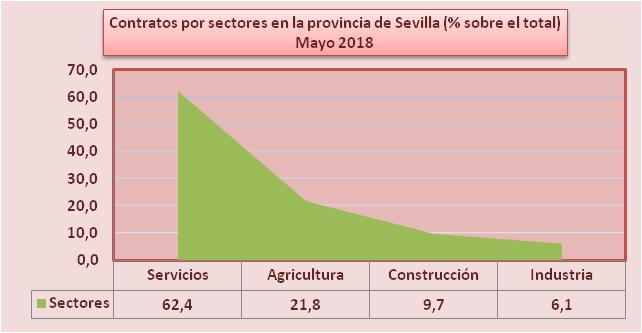 Contratos por sectores en la provincia de Sevilla (% sobre el total)
Mayo 2018
70,0
60,0
50,0
40,0
30,0
20,0
10,0
0,0
Servicios Agricultura Construcción Industria
Sectores 62,4 21,8 9,7 6,1